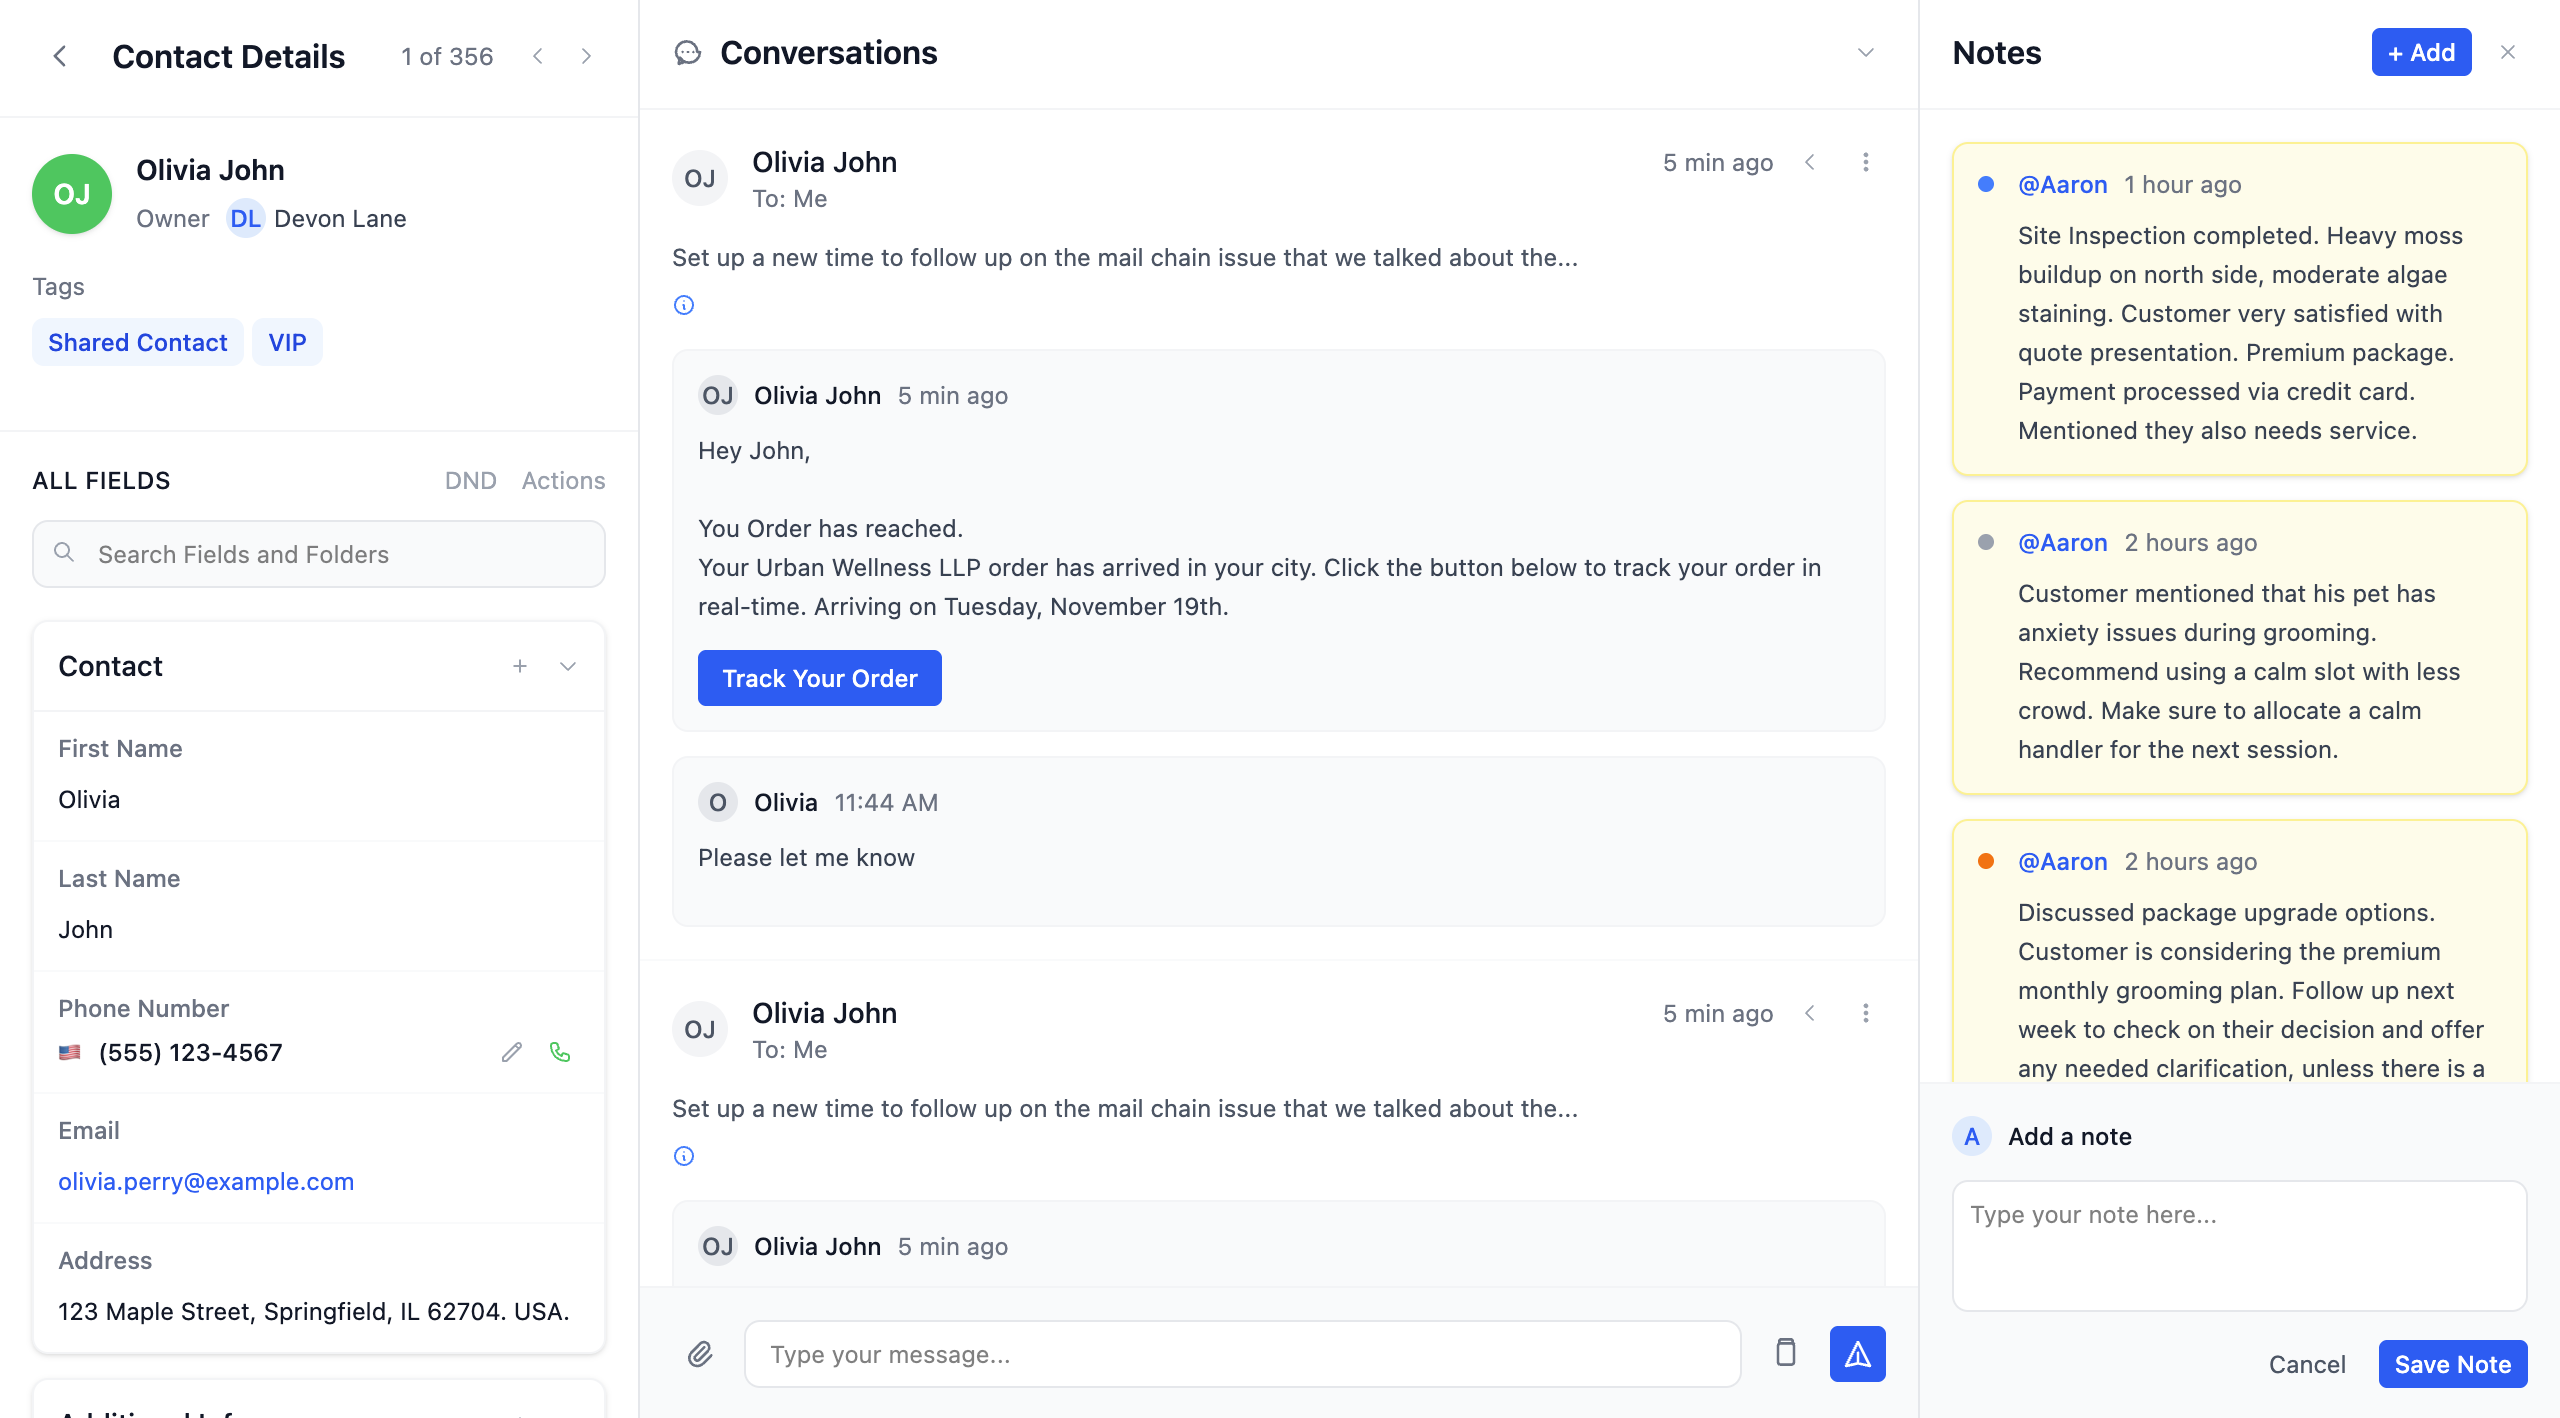 Contact Details
1 of 356
OJ
Olivia John
Owner DL Devon Lane
Tags
Shared Contact
VIP
ALL FIELDS
DND
Actions
Search Fields and Folders
Contact
First Name
Olivia
Last Name
John
Phone Number
(555) 123-4567
Email
olivia.perry@example.com
Address
123 Maple Street, Springfield, IL 62704. USA.
Conversations
OJ
Olivia John
5 min ago
To: Me
Set up a new time to follow up on the mail chain issue that we talked about the...
OJ
Olivia John 5 min ago
Hey John,
You Order has reached.
Your Urban Wellness LLP order has arrived in your city. Click the button below to track your order in
real-time. Arriving on Tuesday, November 19th.
Track Your Order
O
Olivia 11:44 AM
Please let me know
OJ
Olivia John
5 min ago
To: Me
Set up a new time to follow up on the mail chain issue that we talked about the...
OJ
Olivia John 5 min ago
Type your message...
Notes
+ Add
@Aaron 1 hour ago
Site Inspection completed. Heavy moss
buildup on north side, moderate algae
staining. Customer very satisfied with
quote presentation. Premium package.
Payment processed via credit card.
Mentioned they also needs service.
@Aaron 2 hours ago
Customer mentioned that his pet has
anxiety issues during grooming.
Recommend using a calm slot with less
crowd. Make sure to allocate a calm
handler for the next session.
@Aaron 2 hours ago
Discussed package upgrade options.
Customer is considering the premium
monthly grooming plan. Follow up next
week to check on their decision and offer
any needed clarification, unless there is a
A
Add a note
Type your note here...
Cancel
Save Note